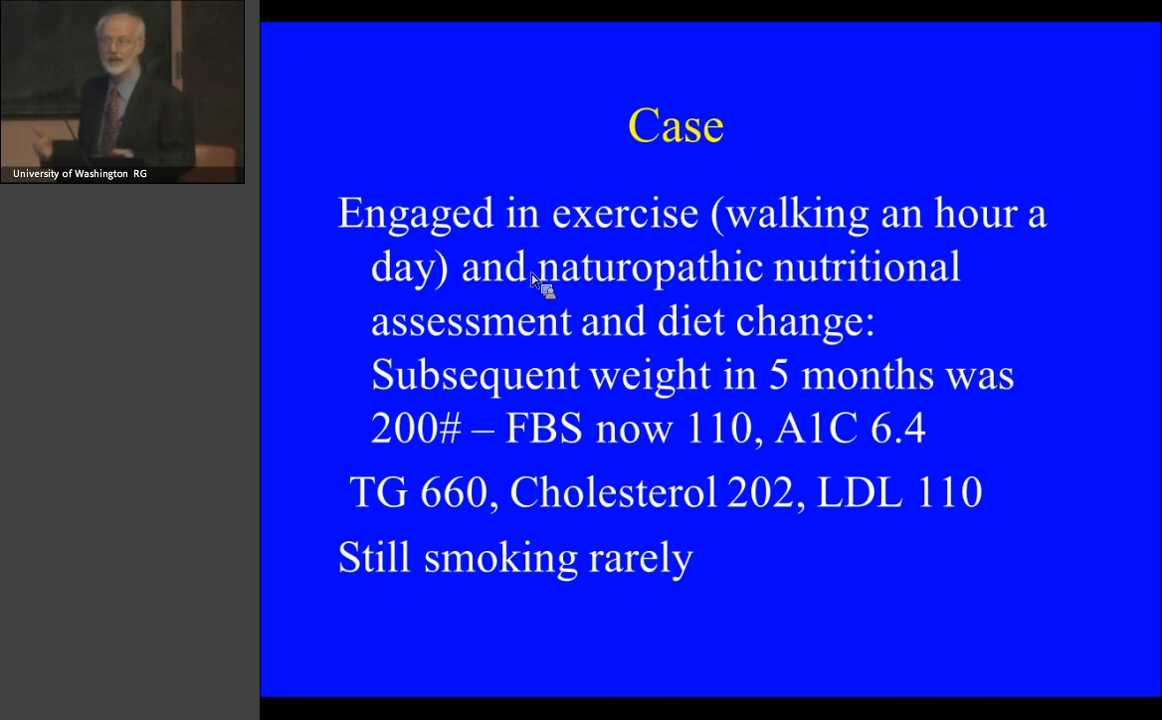 University of Washington RG
Case
Engaged in exercise (walking an hour a
day) and naturopathic nutritional
assessment and diet change:
Subsequent weight in 5 months was
200# – FBS now 110, A1C 6.4
TG 660, Cholesterol 202, LDL 110
Still smoking rarely